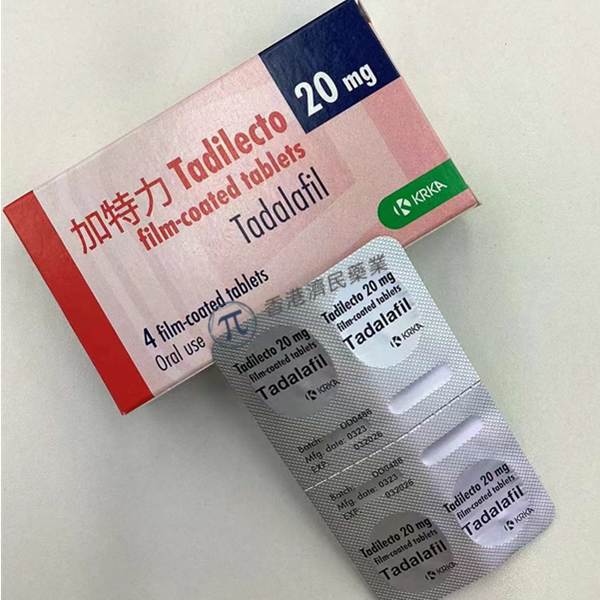 20 mg
加特力 Tadilecto
film-coated tablets
Tadalafil
KRKA
4 film-coated tablets
Oral use
π 香港濟民藥業
Tadilecto 20 mg
film-coated tablets
Tadalafil
KRKA
Tadilecto 20 mg
film-coated tablets
Tadalafil
KRKA
Batch: DD0486
Mfg date: 0323
EXP 032026
Batch: DD0486
Mfg date: 0323
EXP 032026
Tadilecto 20 mg
film-coated tablets
Tadalafil
KRKA
Tadilecto 20 mg
film-coated tablets
Tadalafil
KRKA